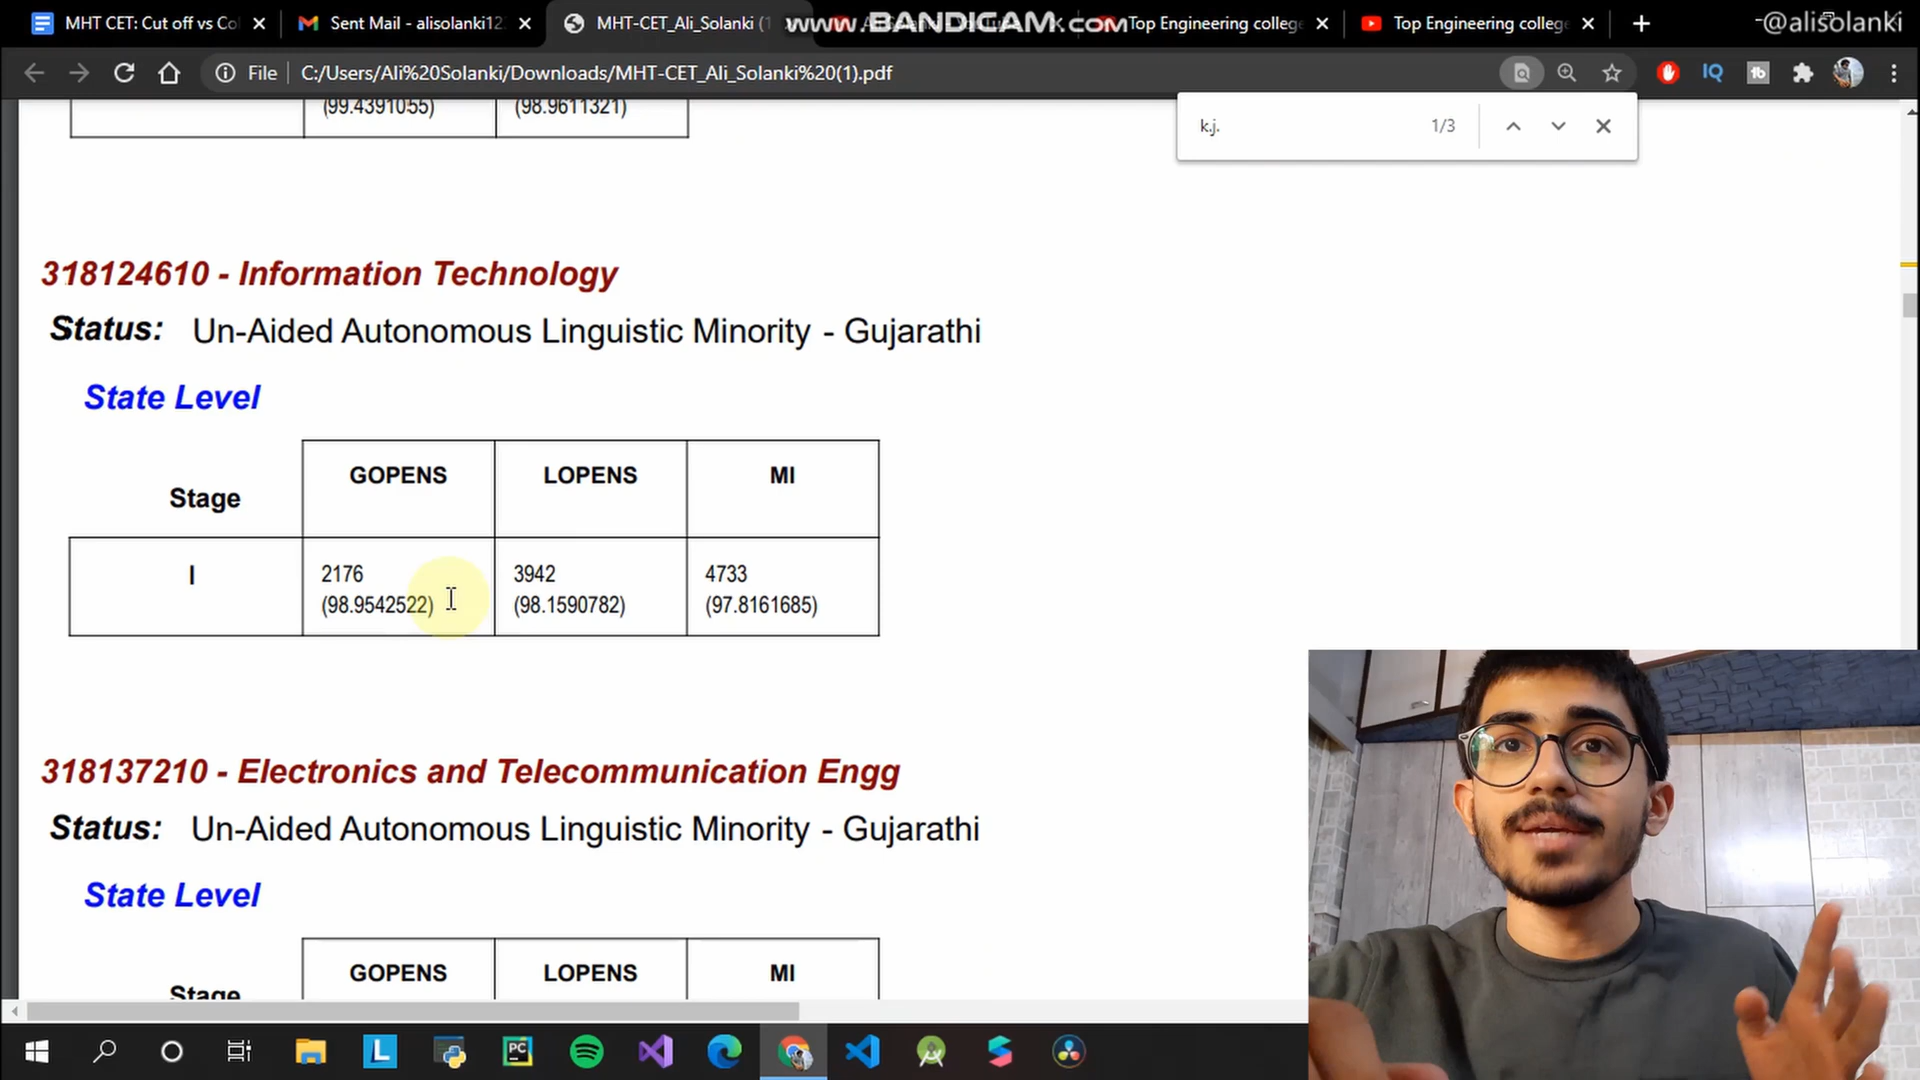 MHT CET: Cut off vs Co
Sent Mail - alisolanki12
MHT-CET_Ali_Solanki (1
www.BANDICAM.com
Top Engineering colleg
Top Engineering colleg
@alisolanki
File
C:/Users/Ali%20Solanki/Downloads/MHT-CET_Ali_Solanki%20(1).pdf
k.j.
1/3
(99.4391055) (98.9611321)
318124610 - Information Technology
Status: Un-Aided Autonomous Linguistic Minority - Gujarathi
State Level
Stage GOPENS LOPENS MI
I 2176 3942 4733
(98.9542522) (98.1590782) (97.8161685)
318137210 - Electronics and Telecommunication Engg
Status: Un-Aided Autonomous Linguistic Minority - Gujarathi
State Level
Stage GOPENS LOPENS MI